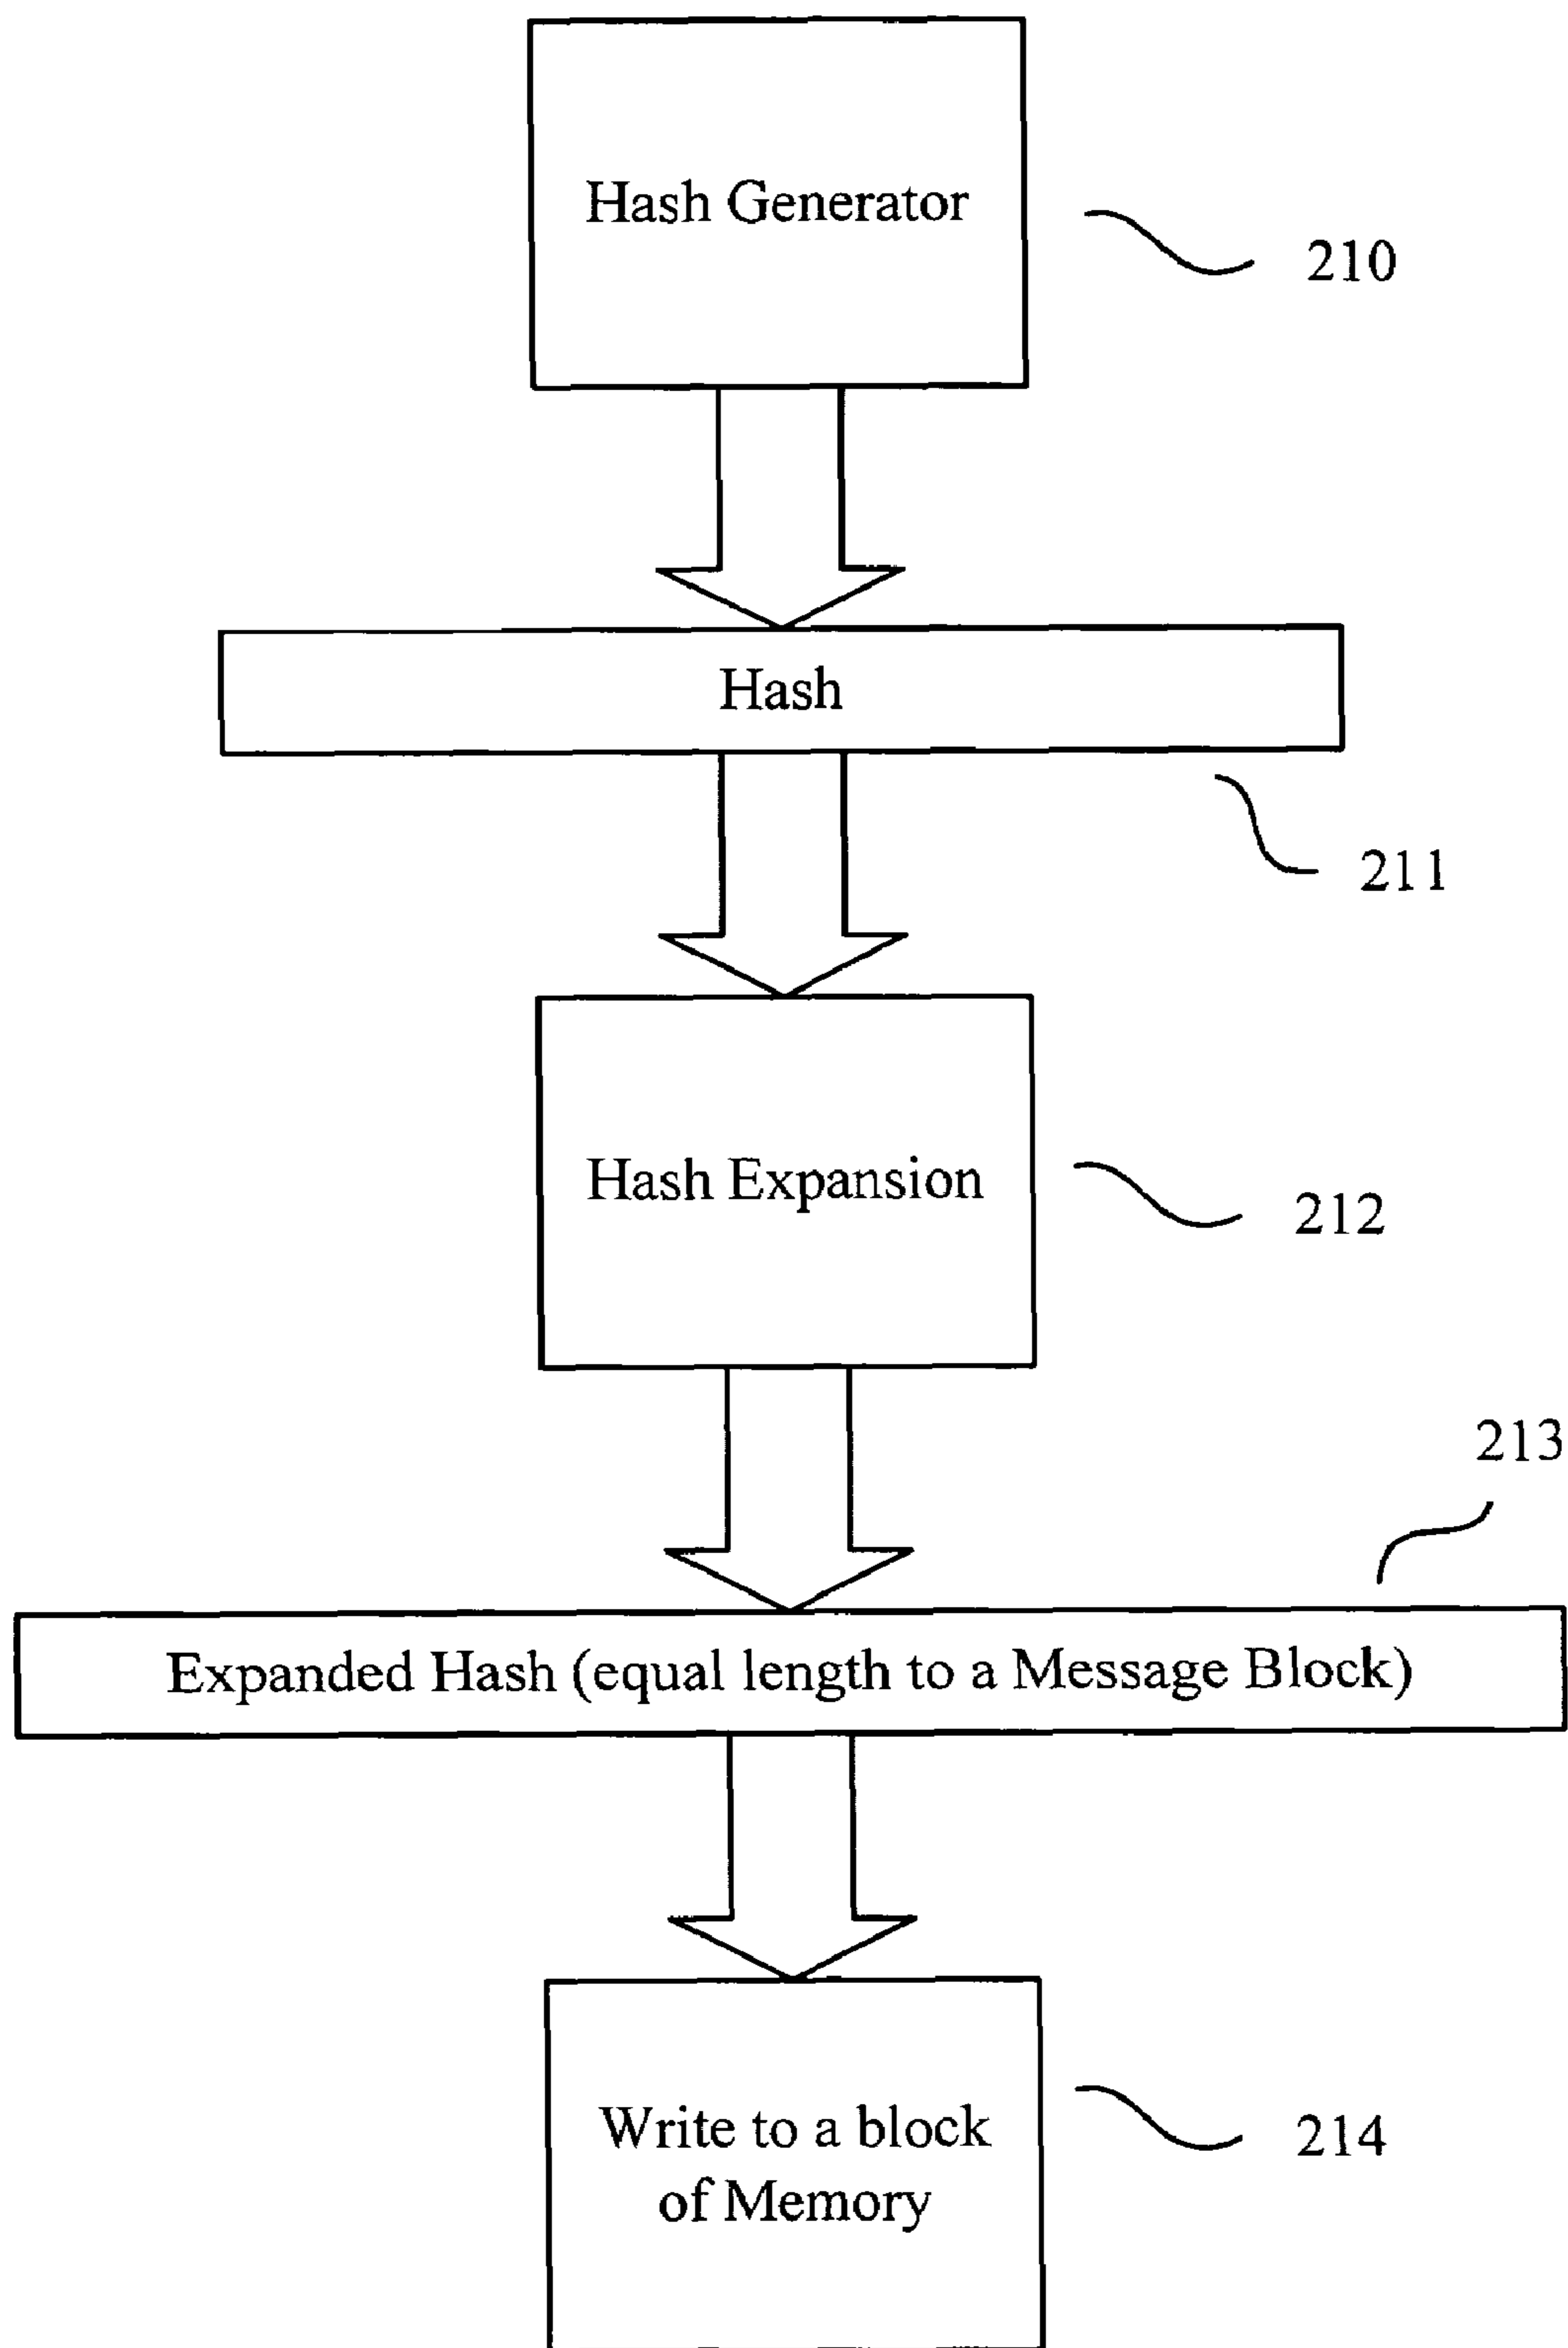 Hash Generator
210
Hash
211
Hash Expansion
212
213
Expanded Hash (equal length to a Message Block)
Write to a block
of Memory
214